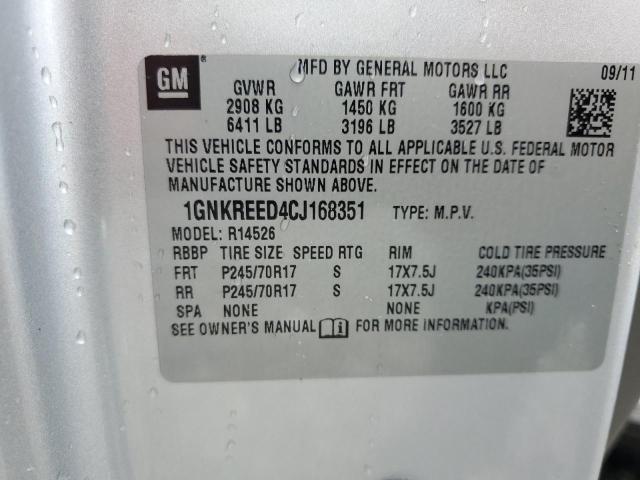 GM ® MFD BY GENERAL MOTORS LLC 09/11
GVWR GAWR FRT GAWR RR
2908 KG 1450 KG 1600 KG
6411 LB 3196 LB 3527 LB
THIS VEHICLE CONFORMS TO ALL APPLICABLE U.S. FEDERAL MOTOR
VEHICLE SAFETY STANDARDS IN EFFECT ON THE DATE OF
MANUFACTURE SHOWN ABOVE.
1GNKREED4CJ168351 TYPE: M.P.V.
MODEL: R14526
RBBP TIRE SIZE SPEED RTG RIM COLD TIRE PRESSURE
FRT P245/70R17 S 17X7.5J 240KPA(35PSI)
RR P245/70R17 S 17X7.5J 240KPA(35PSI)
SPA NONE NONE KPA(PSI)
SEE OWNER'S MANUAL FOR MORE INFORMATION.